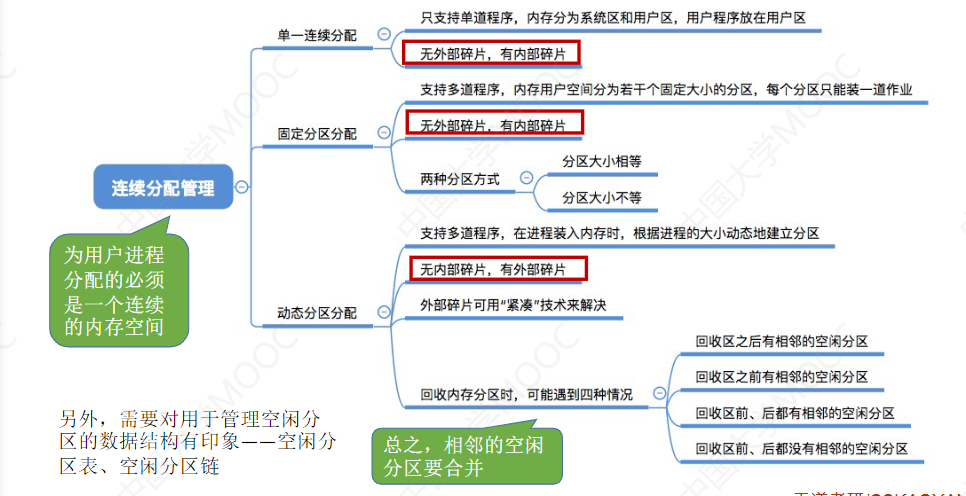 单一连续分配
只支持单道程序，内存分为系统区和用户区，用户程序放在用户区
无外部碎片，有内部碎片
固定分区分配
支持多道程序，内存用户空间分为若干个固定大小的分区，每个分区只能装一道作业
无外部碎片，有内部碎片
两种分区方式
分区大小相等
分区大小不等
连续分配管理
为用户进程
分配的必须
是一个连续
的内存空间
动态分区分配
支持多道程序，在进程装入内存时，根据进程的大小动态地建立分区
无内部碎片，有外部碎片
外部碎片可用“紧凑”技术来解决
回收内存分区时，可能遇到四种情况
回收区之后有相邻的空闲分区
回收区之前有相邻的空闲分区
回收区前、后都有相邻的空闲分区
回收区前、后都没有相邻的空闲分区
总之，相邻的空闲
分区要合并
另外，需要对用于管理空闲分
区的数据结构有印象——空闲分
区表、空闲分区链
中国大学MOOC
中国大学MOOC
中国大学MOOC